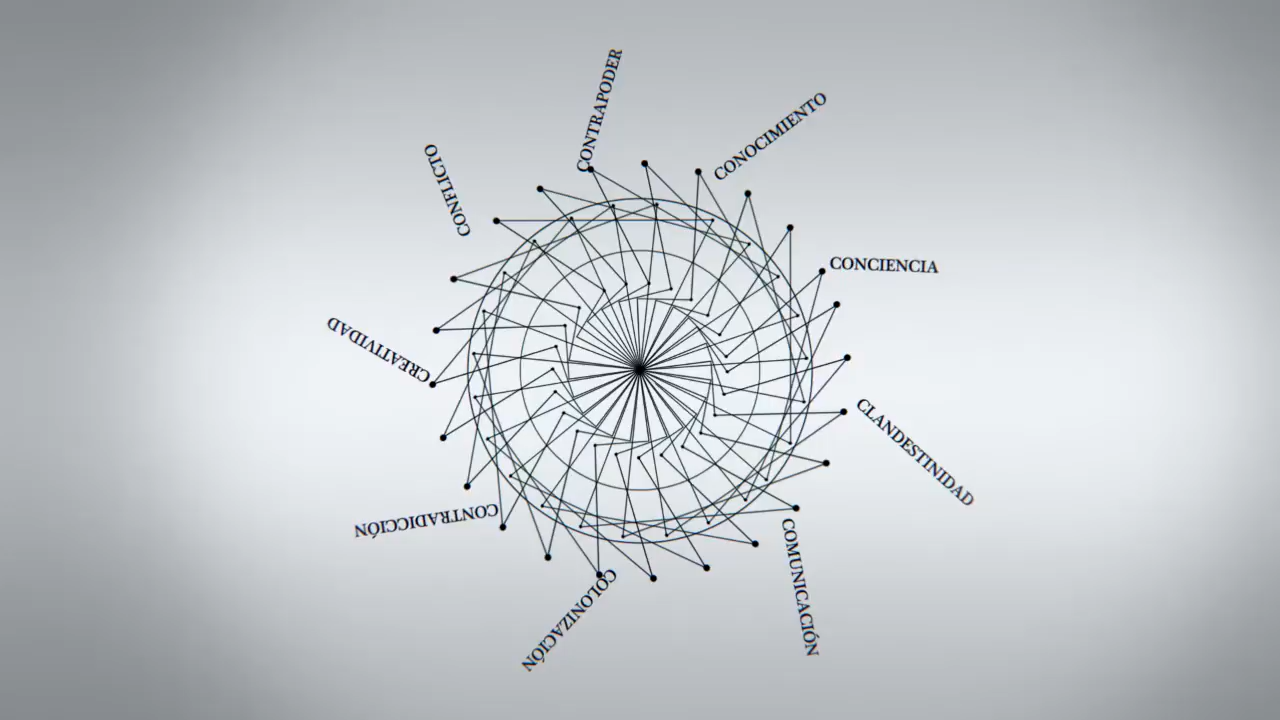 CONTRAPODER
CONOCIMIENTO
CONCIENCIA
CLANDESTINIDAD
COMUNICACIÓN
COLONIZACIÓN
CONTRADICCIÓN
CREATIVIDAD
CONFLICTO